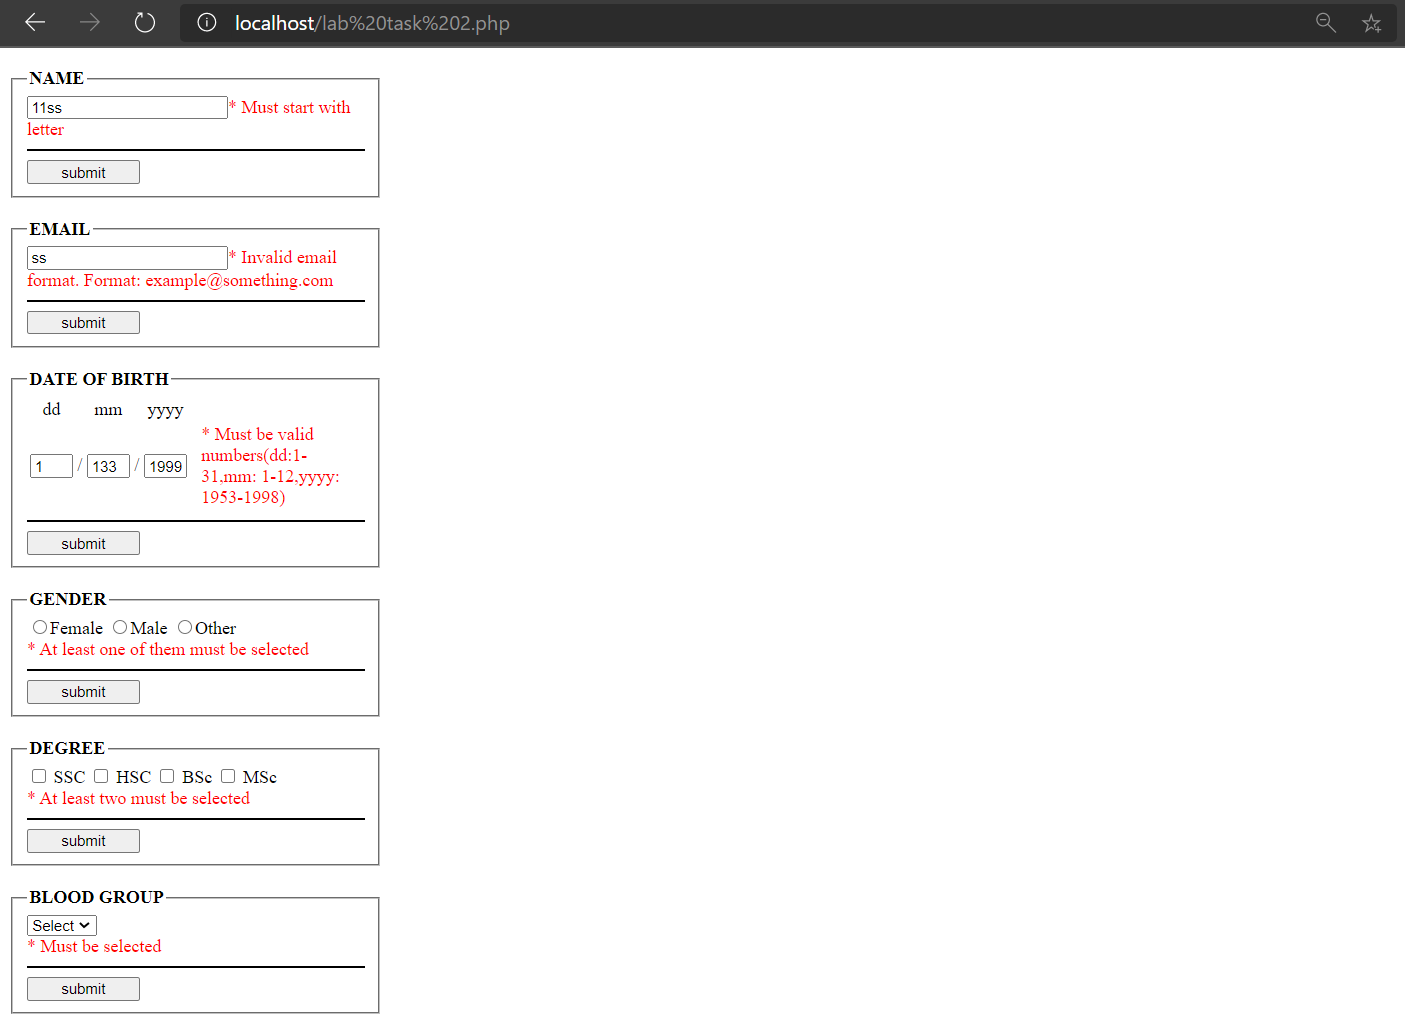 localhost/lab%20task%202.php
NAME
11ss* Must start with
letter
submit
EMAIL
ss* Invalid email
format. Format: example@something.com
submit
DATE OF BIRTH
dd mm yyyy
* Must be valid
numbers(dd:1-
1 / 133 / 1999
31,mm: 1-12,yyyy:
1953-1998)
submit
GENDER
Female Male Other
* At least one of them must be selected
submit
DEGREE
SSC HSC BSc MSc
* At least two must be selected
submit
BLOOD GROUP
Select
* Must be selected
submit